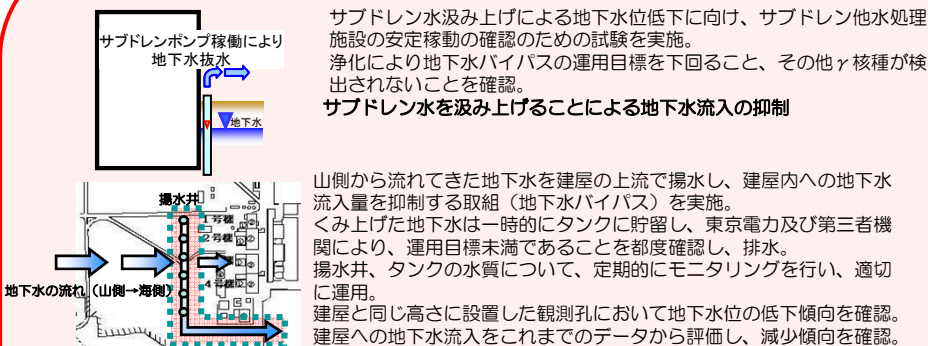 サブドレン水汲み上げによる地下水位低下に向け、サブドレン他水処理
施設の安定稼動の確認のための試験を実施。
浄化により地下水バイパスの運用目標を下回ること、その他γ核種が検
出されないことを確認。
サブドレン水を汲み上げることによる地下水流入の抑制
サブドレンポンプ稼働により
地下水抜水
地下水
山側から流れてきた地下水を建屋の上流で揚水し、建屋内への地下水
流入量を抑制する取組（地下水バイパス）を実施。
くみ上げた地下水は一時的にタンクに貯留し、東京電力及び第三者機
関により、運用目標未満であることを都度確認し、排水。
揚水井、タンクの水質について、定期的にモニタリングを行い、適切
に運用。
建屋と同じ高さに設置した観測孔において地下水位の低下傾向を確認。
建屋への地下水流入をこれまでのデータから評価し、減少傾向を確認。
揚水井
1号機
2号機
4号機
地下水の流れ（山側→海側）